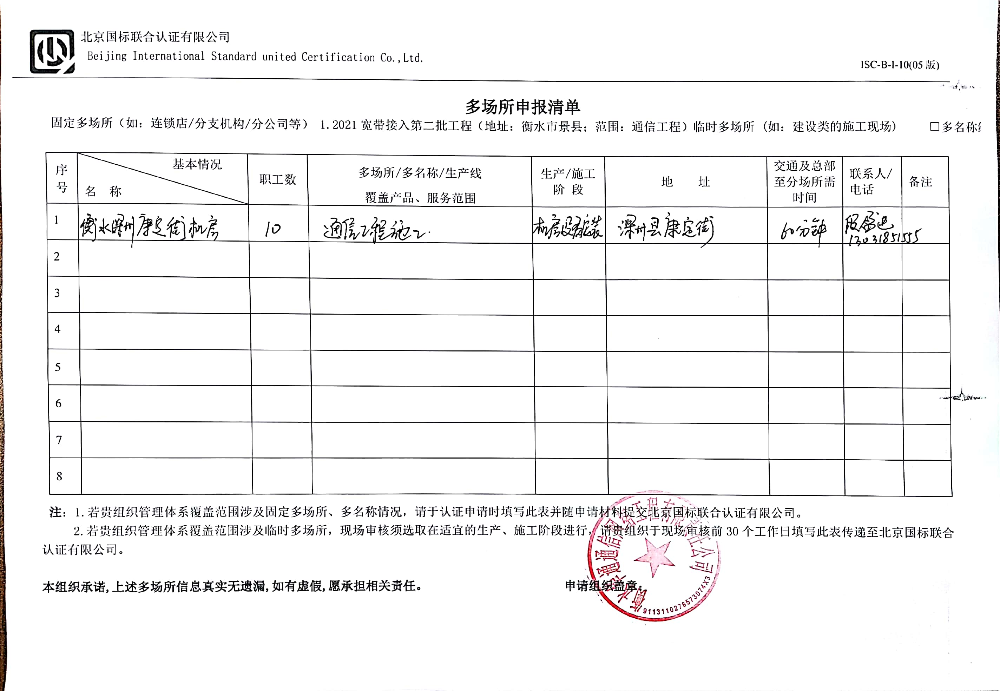 北京国标联合认证有限公司
Beijing International Standard united Certification Co.,Ltd.
ISC-B-I-10(05 版)
多场所申报清单
固定多场所（如：连锁店/分支机构/分公司等） 1.2021 宽带接入第二批工程（地址：衡水市景县；范围：通信工程）临时多场所（如：建设类的施工现场） □多名称
序号 基本情况 名 称 职工数 多场所/多名称/生产线 覆盖产品、服务范围 生产/施工阶 段 地 址 交通及总部至分场所需时间 联系人/电话 备注
1 衡水深州康定街机房 10 通信工程施工. 机房设备安装 深州县康定街 60分钟 段 13031851555
2
3
4
5
6
7
8
注：1.若贵组织管理体系覆盖范围涉及固定多场所、多名称情况，请于认证申请时填写此表并随申请材料提交北京国标联合认证有限公司。
2.若贵组织管理体系覆盖范围涉及临时多场所，现场审核须选取在适宜的生产、施工阶段进行，请贵组织于现场审核前 30 个工作日填写此表传递至北京国标联合
认证有限公司。
本组织承诺,上述多场所信息真实无遗漏,如有虚假,愿承担相关责任。
申请组织盖章:
911311027857307​4X3